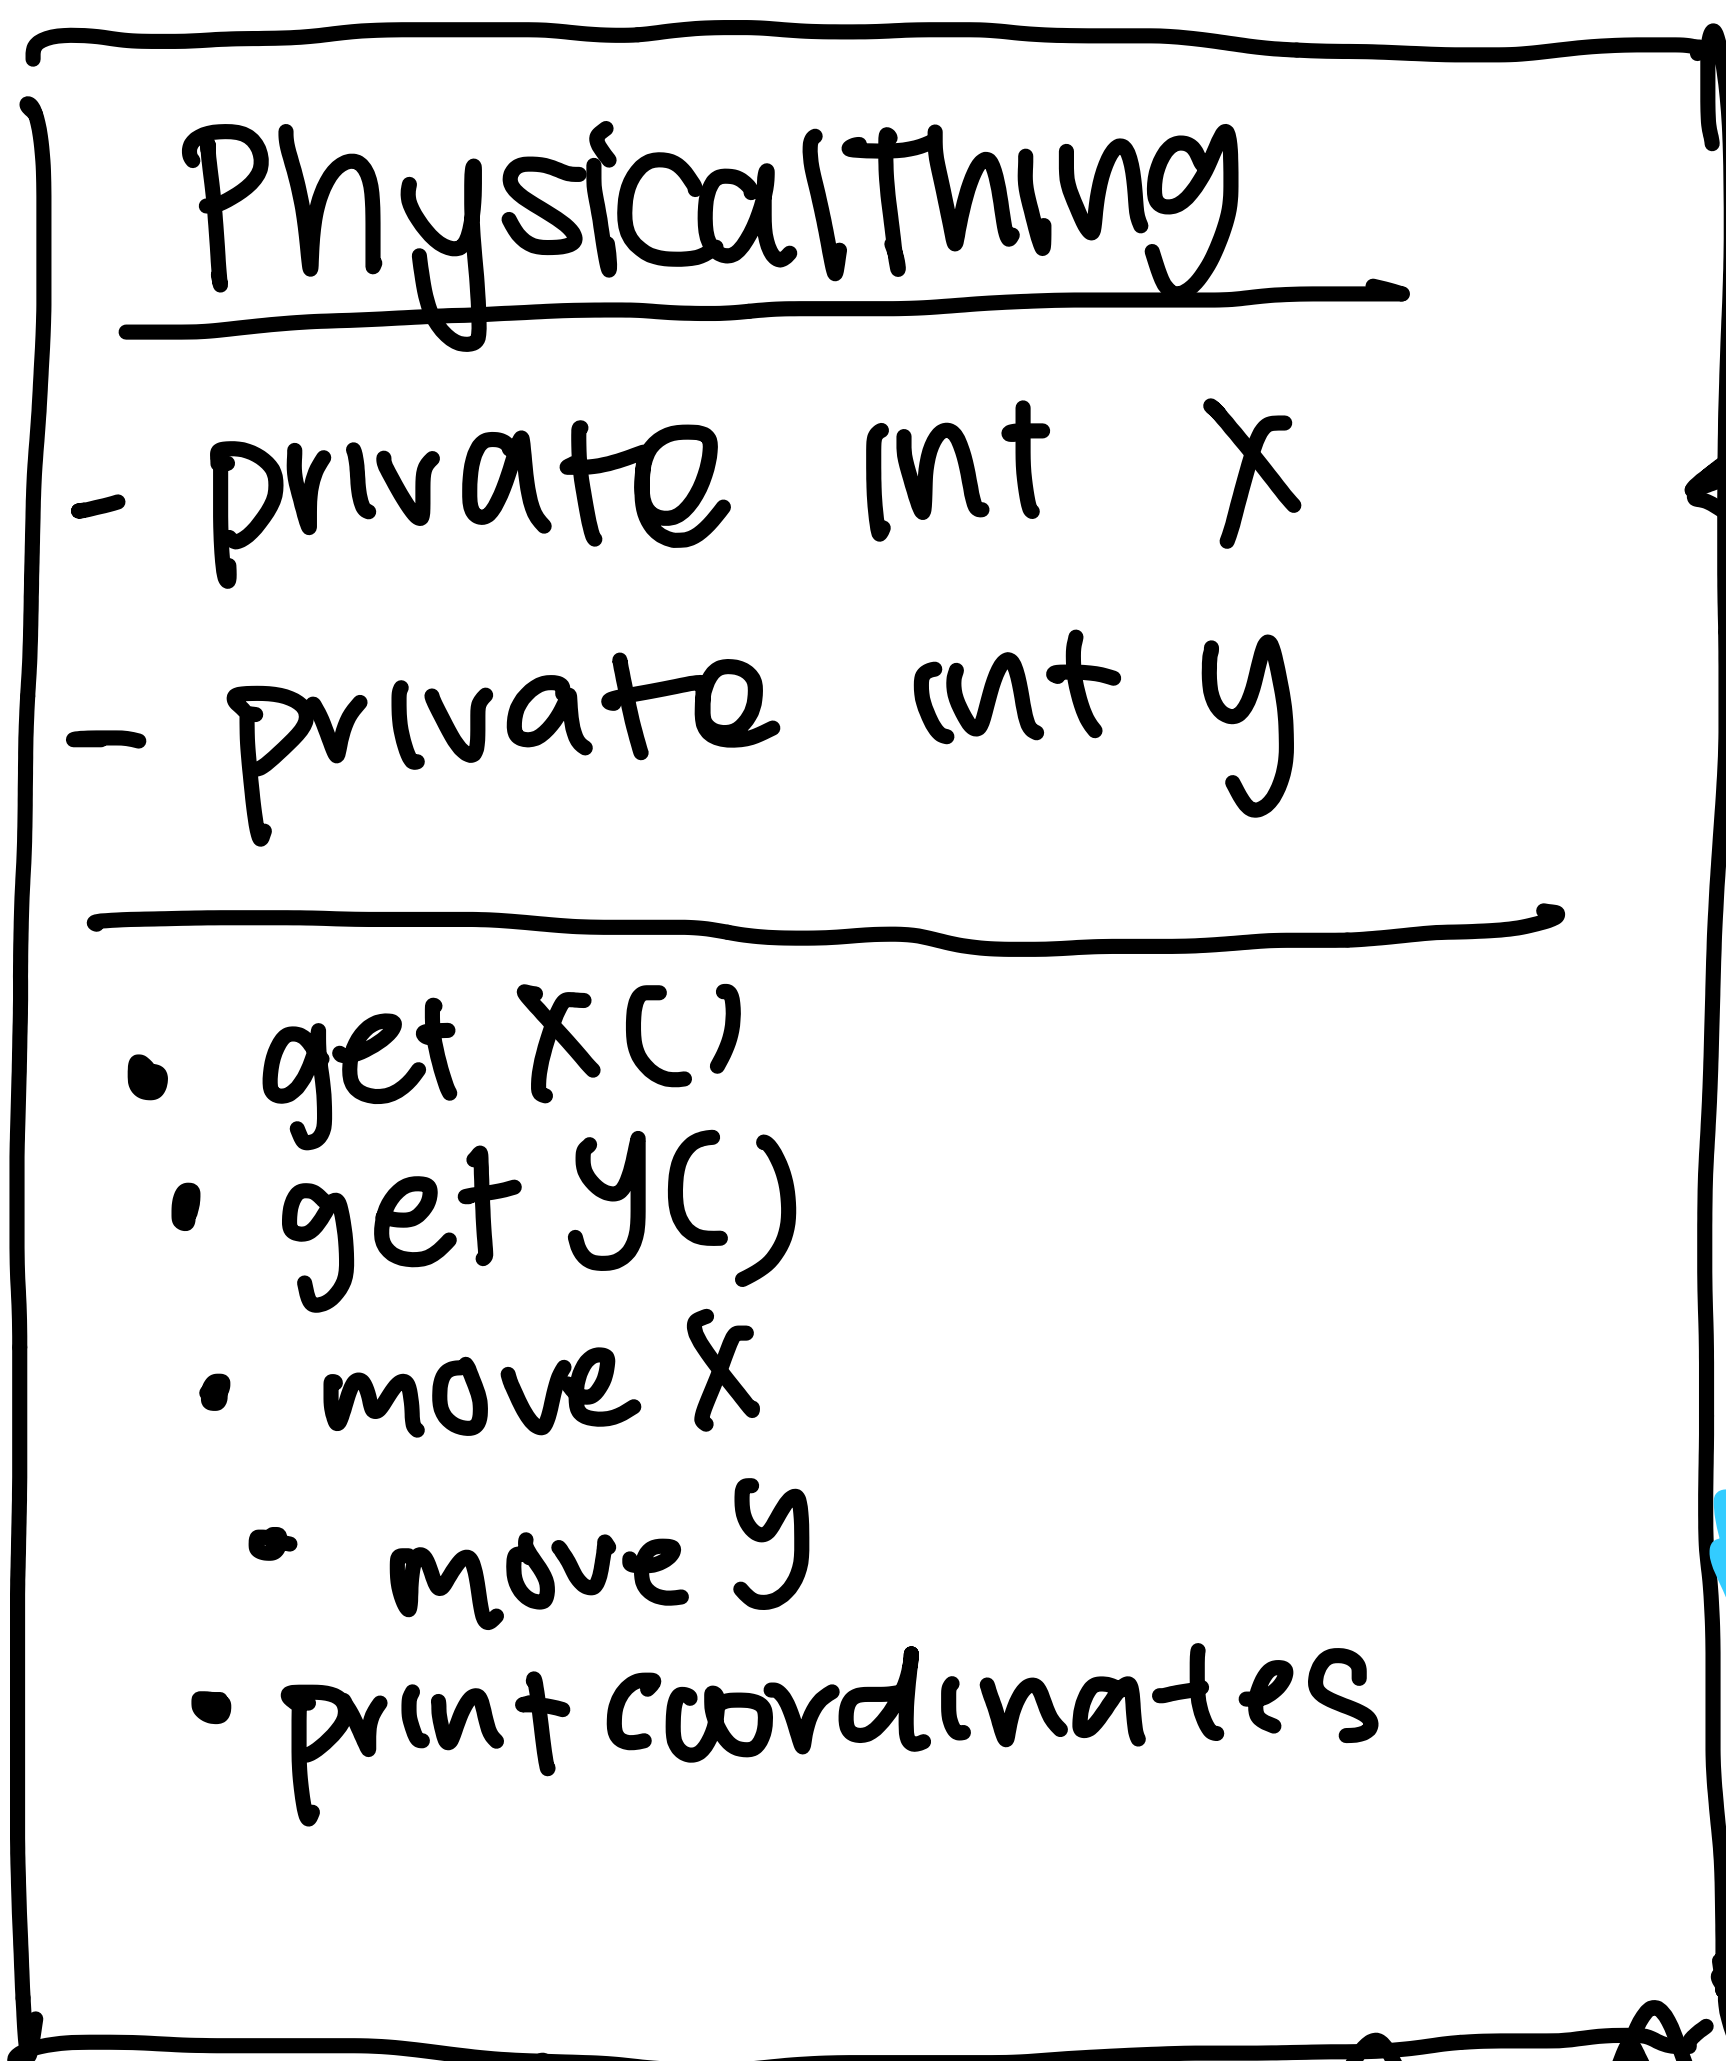 PhysicalThing
- private int x
- private int y
• get X()
• get y()
• move X
• move y
• print coordinates